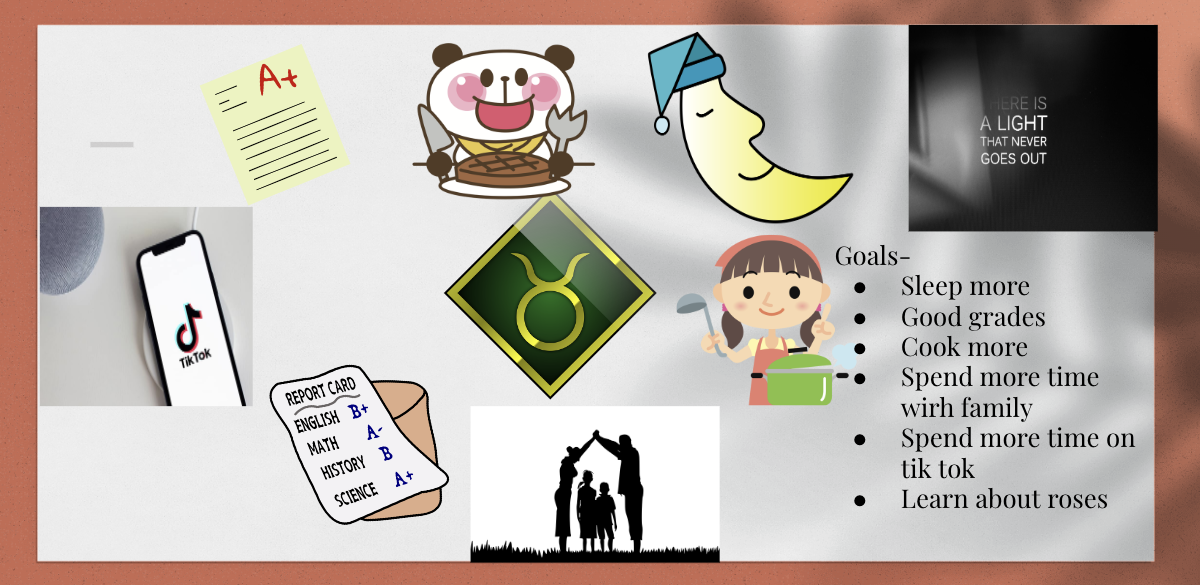 A+
THERE IS
A LIGHT
THAT NEVER
GOES OUT
TikTok
Goals-
● Sleep more
● Good grades
● Cook more
● Spend more time
wirh family
● Spend more time on
tik tok
● Learn about roses
REPORT CARD
ENGLISH B+
MATH A-
HISTORY B
SCIENCE A+